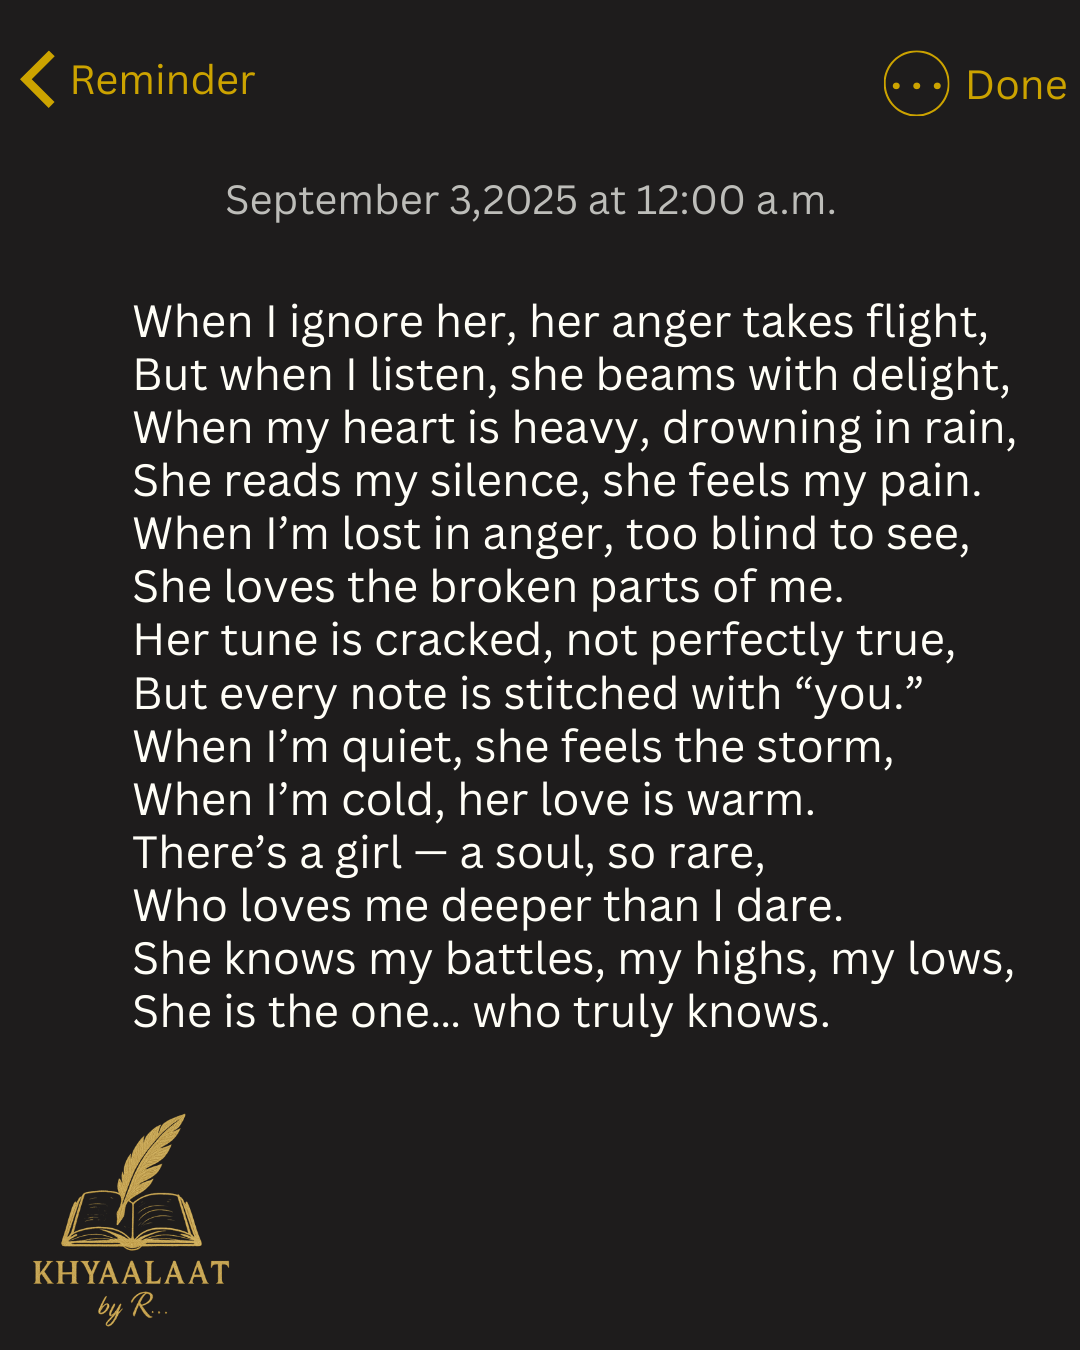 Reminder
Done
September 3,2025 at 12:00 a.m.
When I ignore her, her anger takes flight,
But when I listen, she beams with delight,
When my heart is heavy, drowning in rain,
She reads my silence, she feels my pain.
When I’m lost in anger, too blind to see,
She loves the broken parts of me.
Her tune is cracked, not perfectly true,
But every note is stitched with “you.”
When I’m quiet, she feels the storm,
When I’m cold, her love is warm.
There’s a girl — a soul, so rare,
Who loves me deeper than I dare.
She knows my battles, my highs, my lows,
She is the one... who truly knows.
KHYAALAAT
by R...